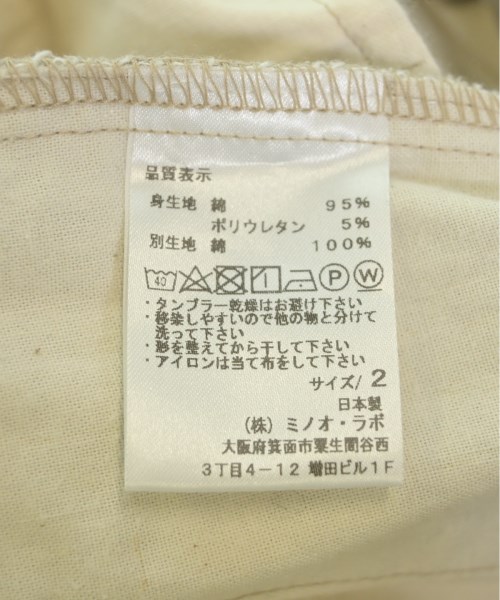 品質表示
身生地 綿 95%
ポリウレタン 5%
別生地 綿 100%
40 P W
・タンブラー乾燥はお避け下さい
・移染しやすいので他の物と分けて
洗って下さい
・形を整えてから干して下さい
・アイロンは当て布をして下さい
サイズ/ 2
日本製
(株) ミノオ・ラボ
大阪府箕面市粟生間谷西
3丁目4-12 増田ビル1F